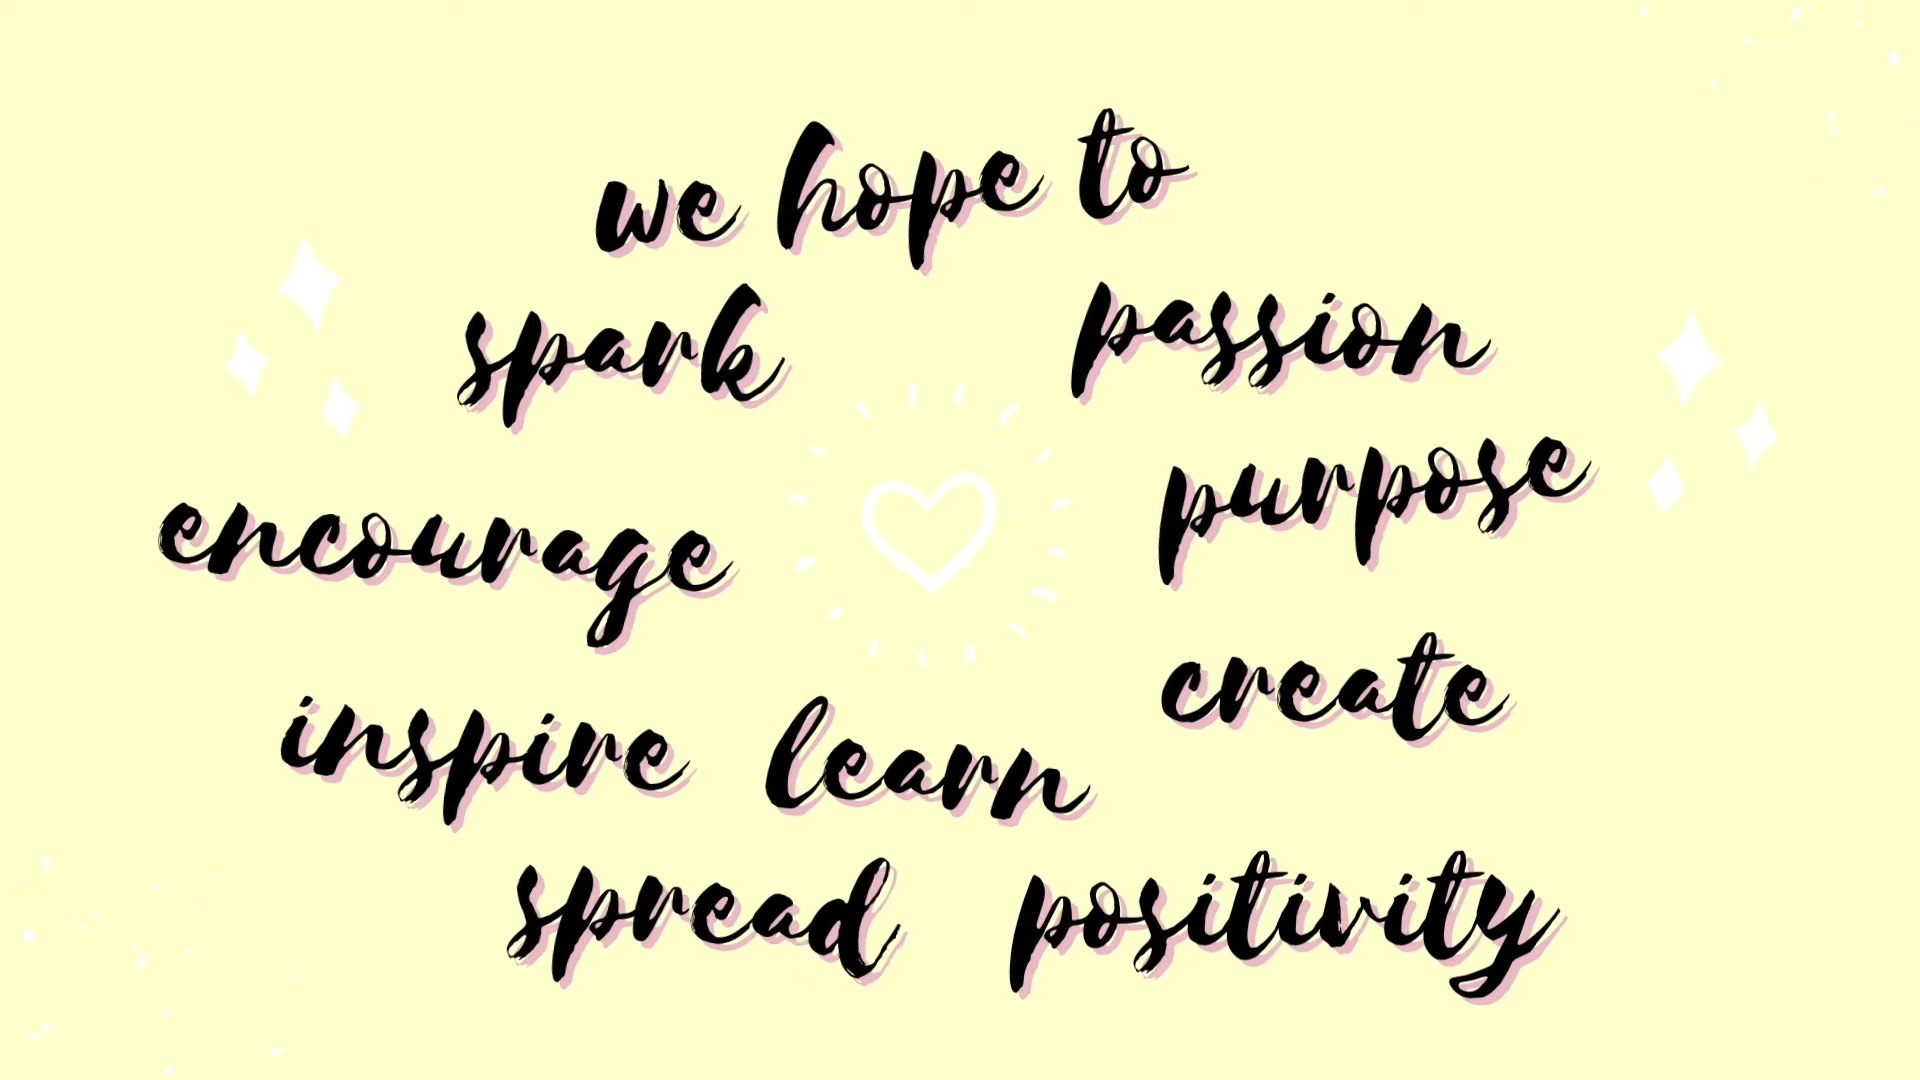 we hope to
spark passion
encourage purpose
inspire learn create
spread positivity